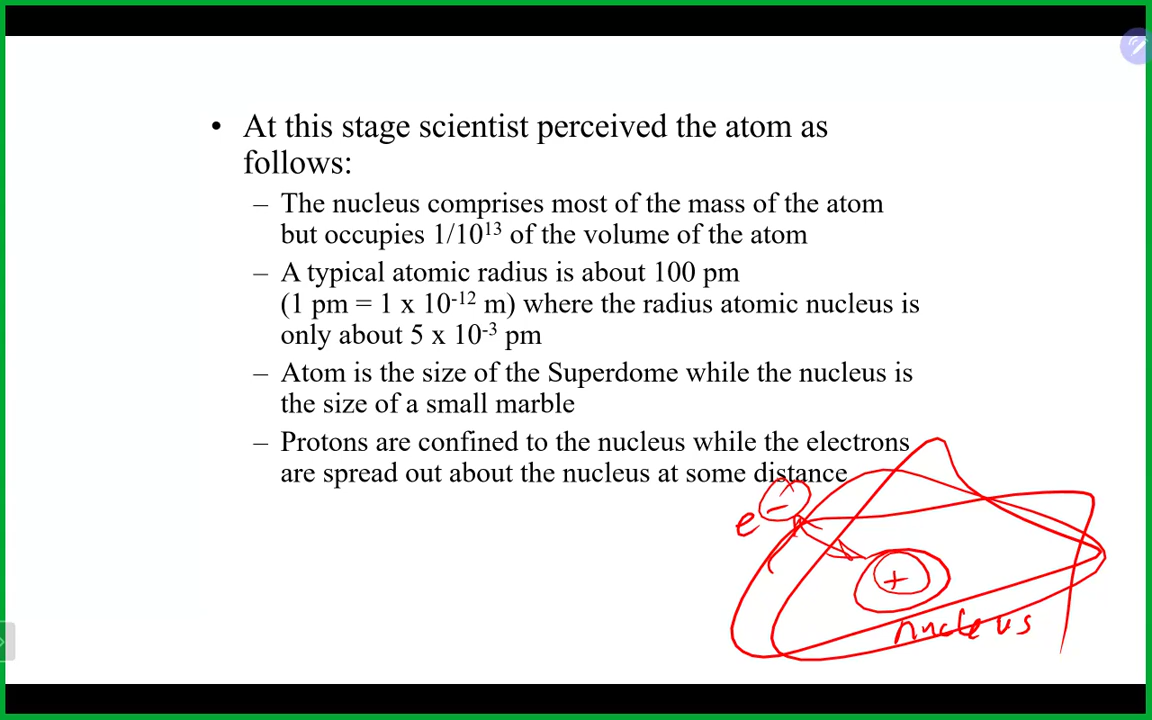 • At this stage scientist perceived the atom as
follows:
– The nucleus comprises most of the mass of the atom
but occupies 1/10¹³ of the volume of the atom
– A typical atomic radius is about 100 pm
(1 pm = 1 x 10⁻¹² m) where the radius atomic nucleus is
only about 5 x 10⁻³ pm
– Atom is the size of the Superdome while the nucleus is
the size of a small marble
– Protons are confined to the nucleus while the electrons
are spread out about the nucleus at some distance
e −
+
nucleus